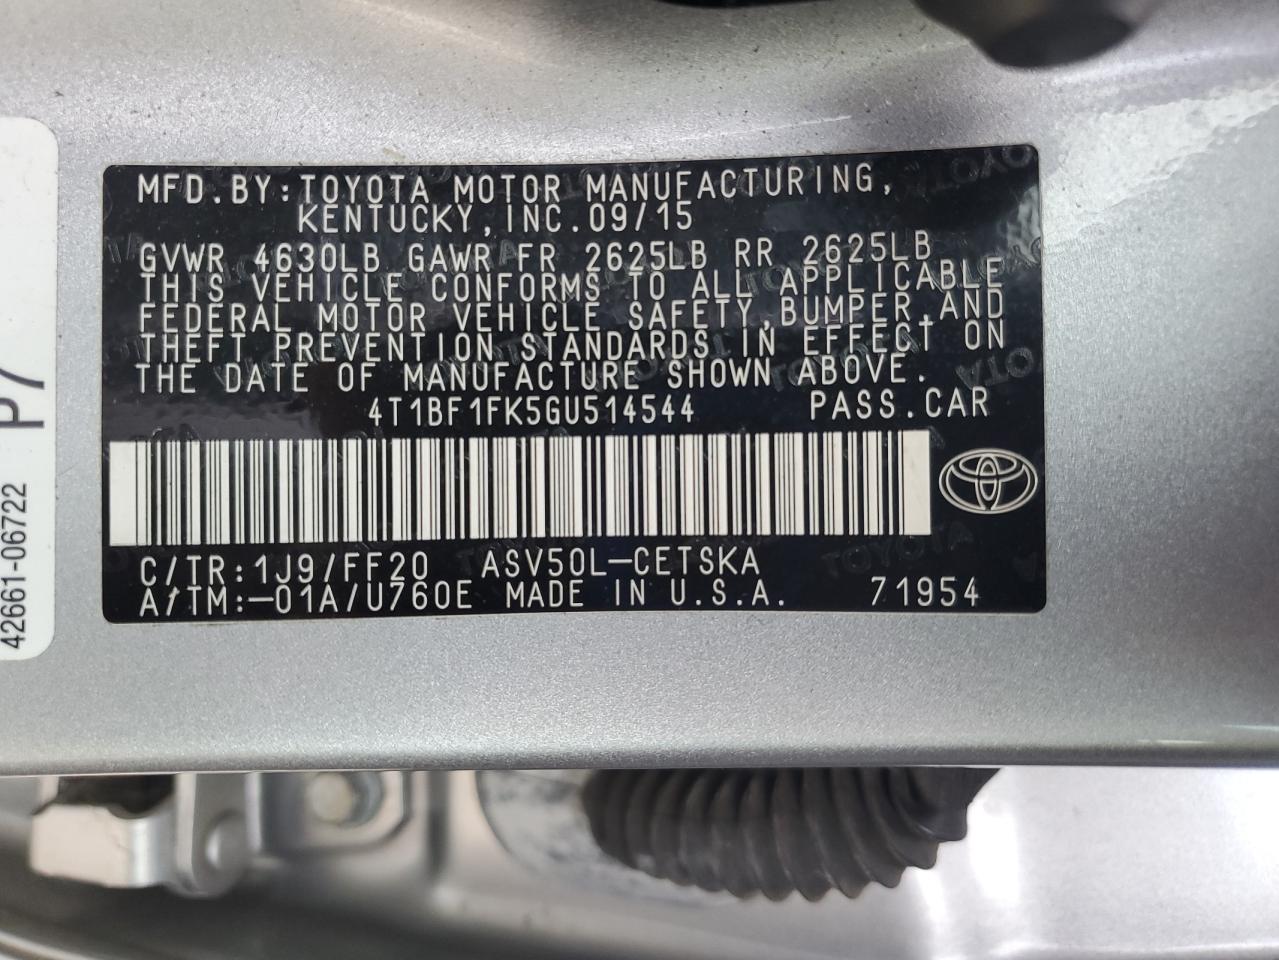 MFD.BY:TOYOTA MOTOR MANUFACTURING,
KENTUCKY,INC.09/15
GVWR 4630LB GAWR FR 2625LB RR 2625LB
THIS VEHICLE CONFORMS TO ALL APPLICABLE
FEDERAL MOTOR VEHICLE SAFETY,BUMPER,AND
THEFT PREVENTION STANDARDS IN EFFECT ON
THE DATE OF MANUFACTURE SHOWN ABOVE.
4T1BF1FK5GU514544 PASS.CAR
C/TR:1J9/FF20 ASV50L-CETSKA
A/TM:-01A/U760E MADE IN U.S.A. 71954
42661-06722 P7